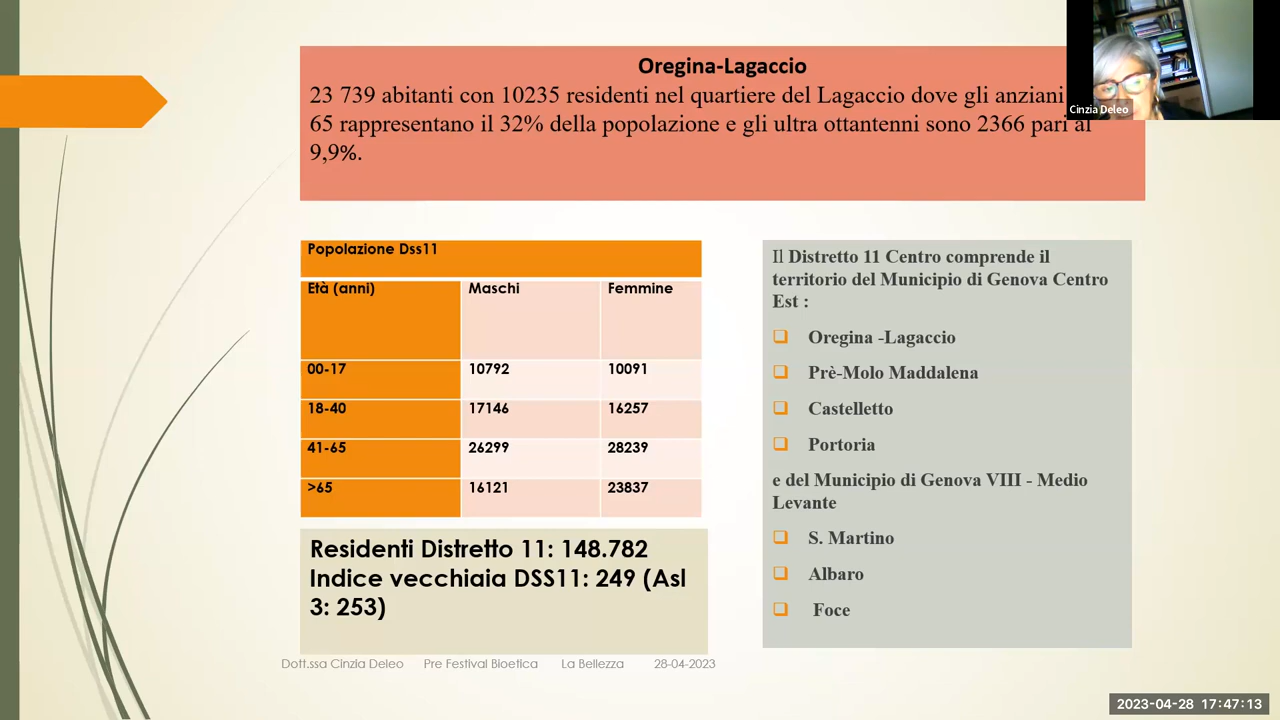 Oregina-Lagaccio
23 739 abitanti con 10235 residenti nel quartiere del Lagaccio dove gli anziani
65 rappresentano il 32% della popolazione e gli ultra ottantenni sono 2366 pari al
9,9%.
Cinzia Deleo
Popolazione Dss11
Età (anni) Maschi Femmine
00-17 10792 10091
18-40 17146 16257
41-65 26299 28239
>65 16121 23837
Residenti Distretto 11: 148.782
Indice vecchiaia DSS11: 249 (Asl
3: 253)
Il Distretto 11 Centro comprende il
territorio del Municipio di Genova Centro
Est :
Oregina -Lagaccio
Prè-Molo Maddalena
Castelletto
Portoria
e del Municipio di Genova VIII - Medio
Levante
S. Martino
Albaro
Foce
Dott.ssa Cinzia Deleo Pre Festival Bioetica La Bellezza 28-04-2023
2023-04-28 17:47:13